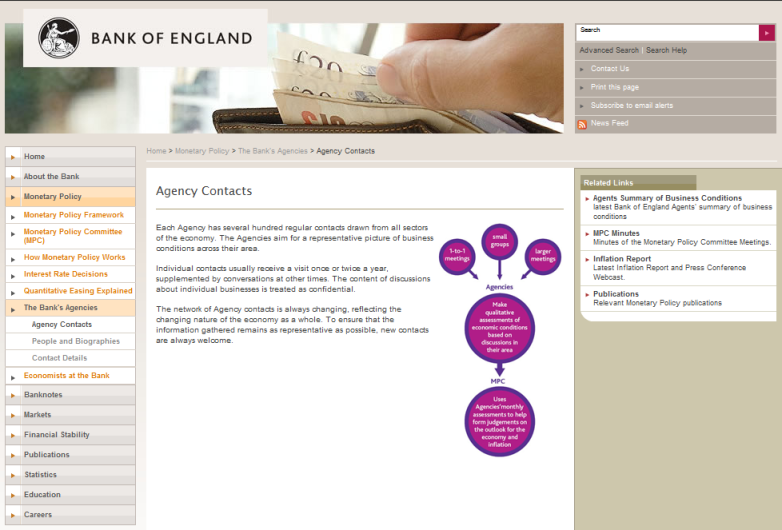 BANK OF ENGLAND
£20
Search
Advanced Search | Search Help
Contact Us
Print this page
Subscribe to email alerts
News Feed
Home > Monetary Policy > The Bank's Agencies > Agency Contacts
Home
About the Bank
Monetary Policy
Monetary Policy Framework
Monetary Policy Committee
(MPC)
How Monetary Policy Works
Interest Rate Decisions
Quantitative Easing Explained
The Bank's Agencies
Agency Contacts
People and Biographies
Contact Details
Economists at the Bank
Banknotes
Markets
Financial Stability
Publications
Statistics
Education
Careers
Agency Contacts
Each Agency has several hundred regular contacts drawn from all sectors
of the economy. The Agencies aim for a representative picture of business
conditions across their area.
Individual contacts usually receive a visit once or twice a year,
supplemented by conversations at other times. The content of discussions
about individual businesses is treated as confidential.
The network of Agency contacts is always changing, reflecting the
changing nature of the economy as a whole. To ensure that the
information gathered remains as representative as possible, new contacts
are always welcome.
1-to-1
meetings
small
groups
larger
meetings
Agencies
Make
qualitative
assessments of
economic conditions
based on
discussions in
their area
MPC
Uses
Agencies'monthly
assessments to help
form judgements on
the outlook for the
economy and
inflation
Related Links
Agents Summary of Business Conditions
latest Bank of England Agents' summary of business
conditions
MPC Minutes
Minutes of the Monetary Policy Committee Meetings.
Inflation Report
Latest Inflation Report and Press Conference
Webcast.
Publications
Relevant Monetary Policy publications